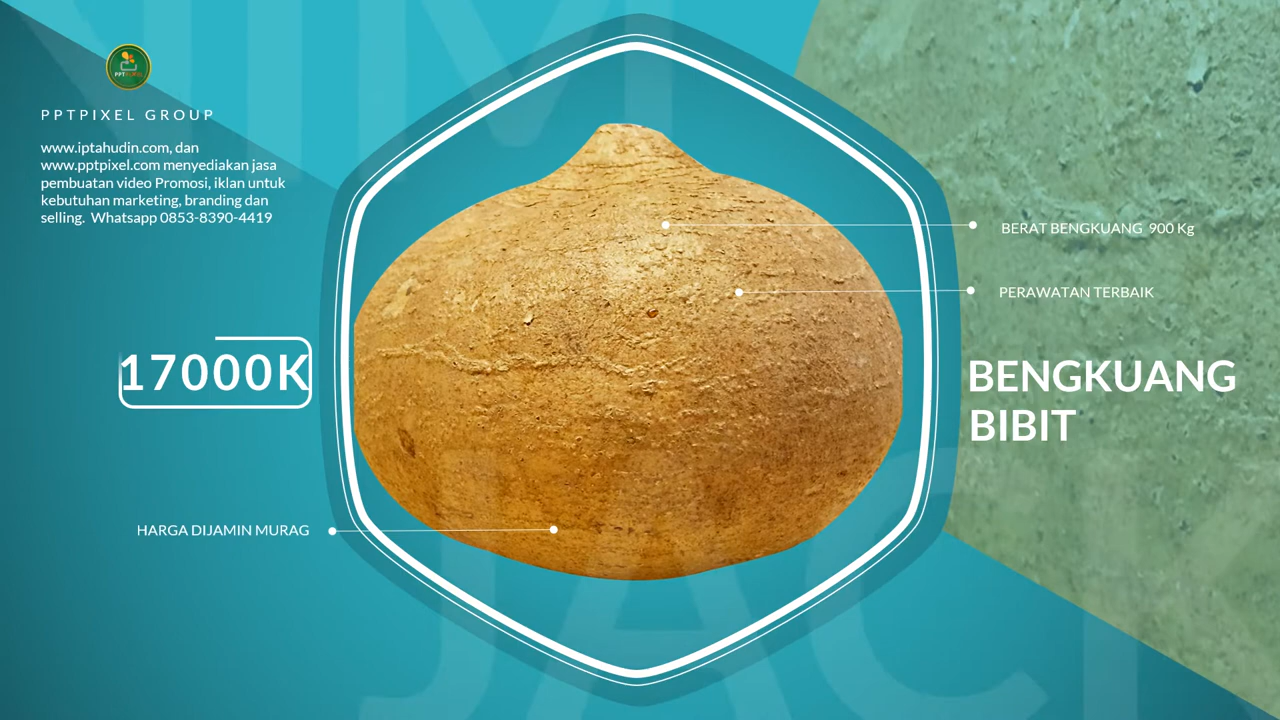 PPTPIXEL
PPTPIXEL GROUP
www.iptahudin.com, dan
www.pptpixel.com menyediakan jasa
pembuatan video Promosi, iklan untuk
kebutuhan marketing, branding dan
selling. Whatsapp 0853-8390-4419
17000K
HARGA DIJAMIN MURAG
BERAT BENGKUANG 900 Kg
PERAWATAN TERBAIK
BENGKUANG
BIBIT